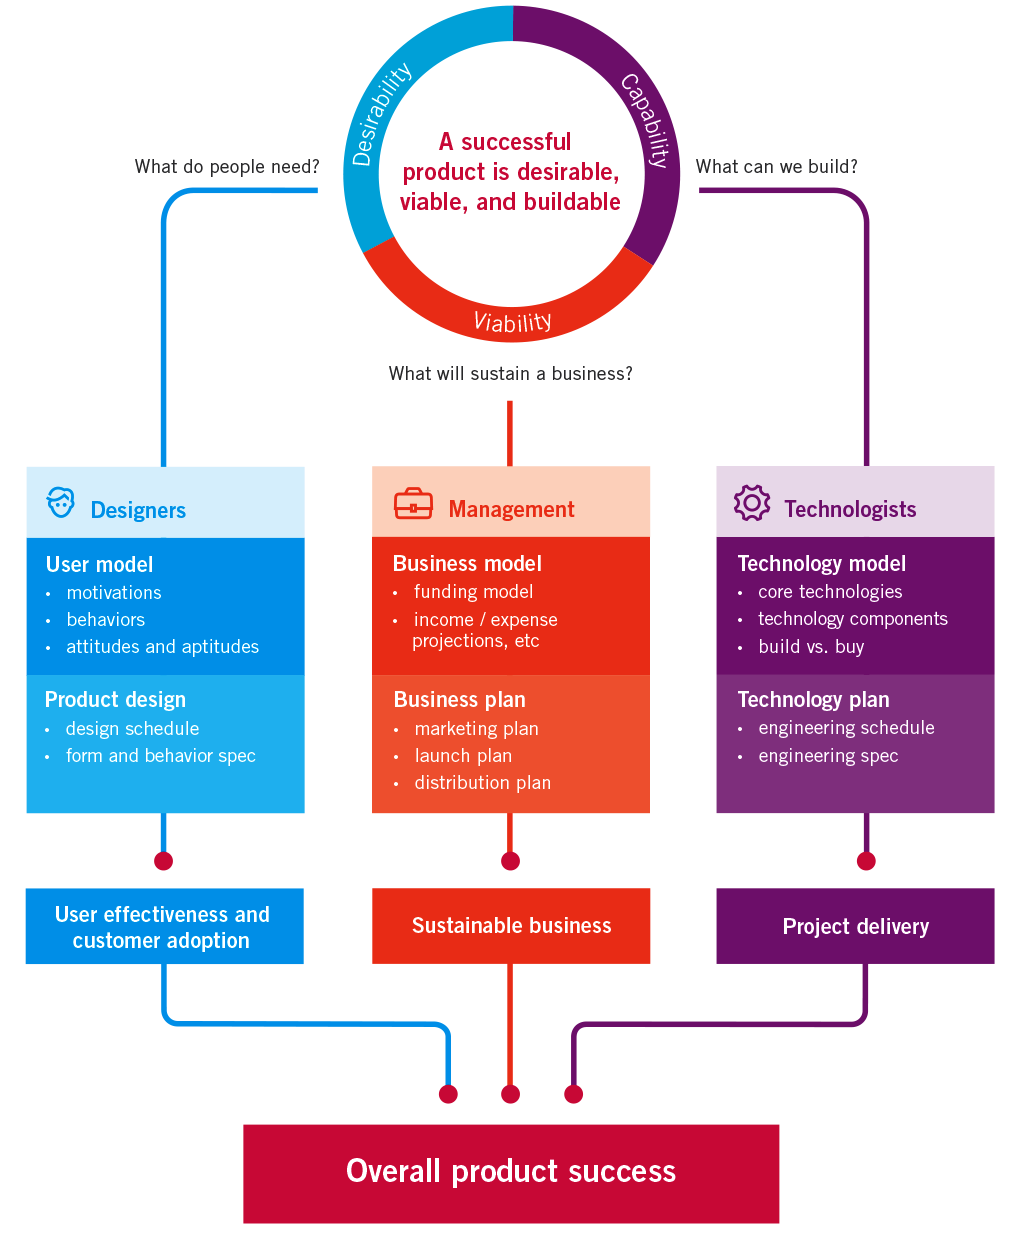 Desirability
Capability
A successful
product is desirable,
viable, and buildable
Viability
What do people need?
What can we build?
What will sustain a business?
Designers
User model
• motivations
• behaviors
• attitudes and aptitudes
Product design
• design schedule
• form and behavior spec
Management
Business model
• funding model
• income / expense
projections, etc
Business plan
• marketing plan
• launch plan
• distribution plan
Technologists
Technology model
• core technologies
• technology components
• build vs. buy
Technology plan
• engineering schedule
• engineering spec
User effectiveness and
customer adoption
Sustainable business
Project delivery
Overall product success